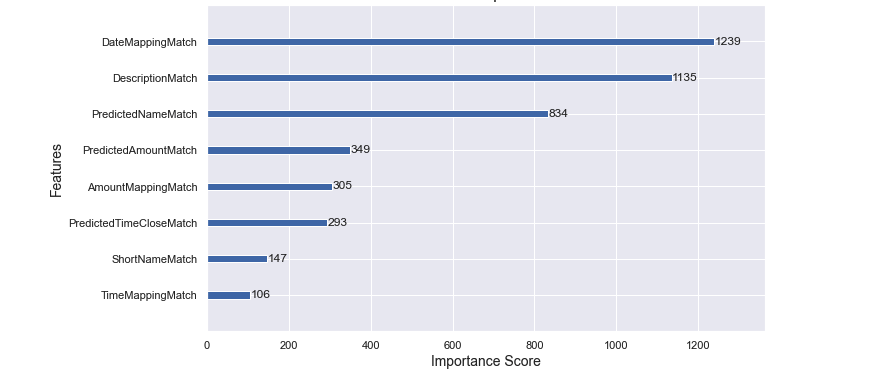 DateMappingMatch 1239
DescriptionMatch 1135
PredictedNameMatch 834
PredictedAmountMatch 349
AmountMappingMatch 305
PredictedTimeCloseMatch 293
ShortNameMatch 147
TimeMappingMatch 106
Features
0 200 400 600 800 1000 1200
Importance Score